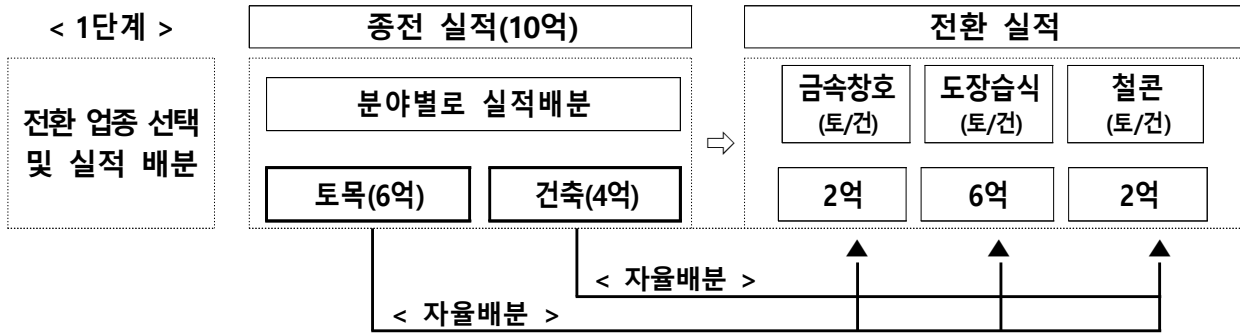 < 1단계 >
종전 실적(10억)
전환 실적
전환 업종 선택
및 실적 배분
분야별로 실적배분
토목(6억)
건축(4억)
⇨
금속창호
(토/건)
도장습식
(토/건)
철콘
(토/건)
2억
6억
2억
< 자율배분 >
< 자율배분 >